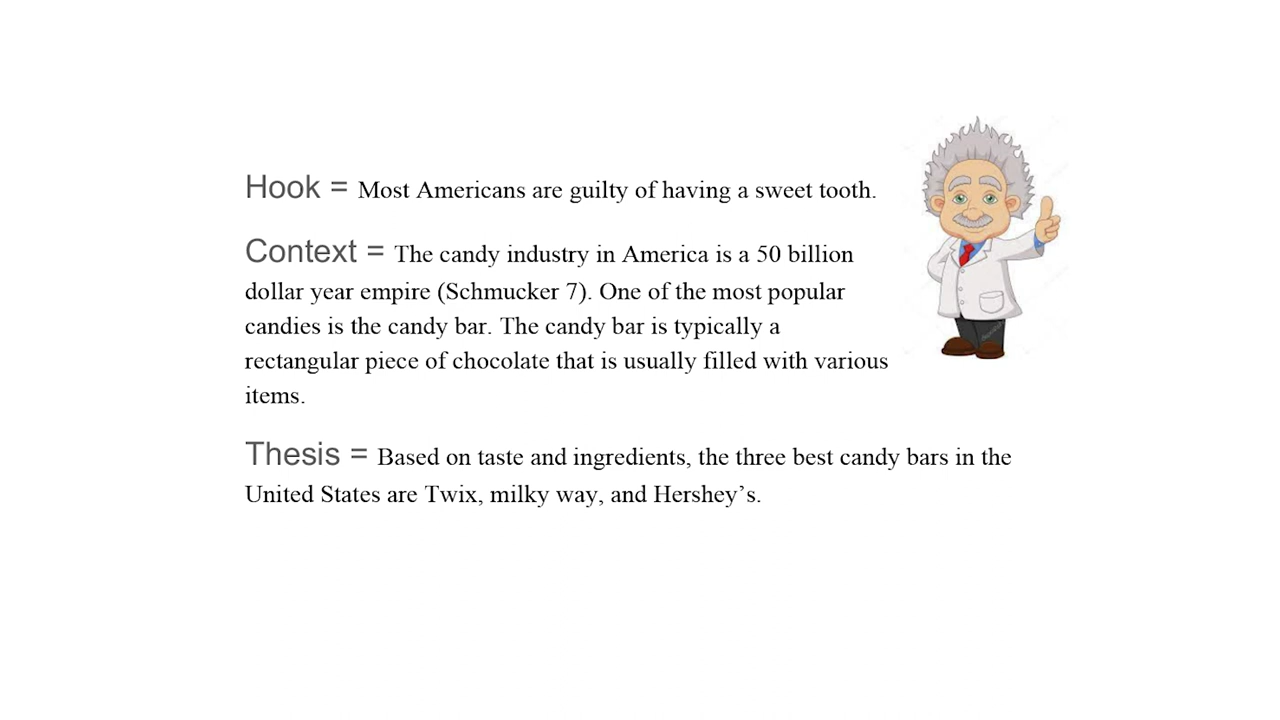 Hook = Most Americans are guilty of having a sweet tooth.
Context = The candy industry in America is a 50 billion
dollar year empire (Schmucker 7). One of the most popular
candies is the candy bar. The candy bar is typically a
rectangular piece of chocolate that is usually filled with various
items.
Thesis = Based on taste and ingredients, the three best candy bars in the
United States are Twix, milky way, and Hershey’s.